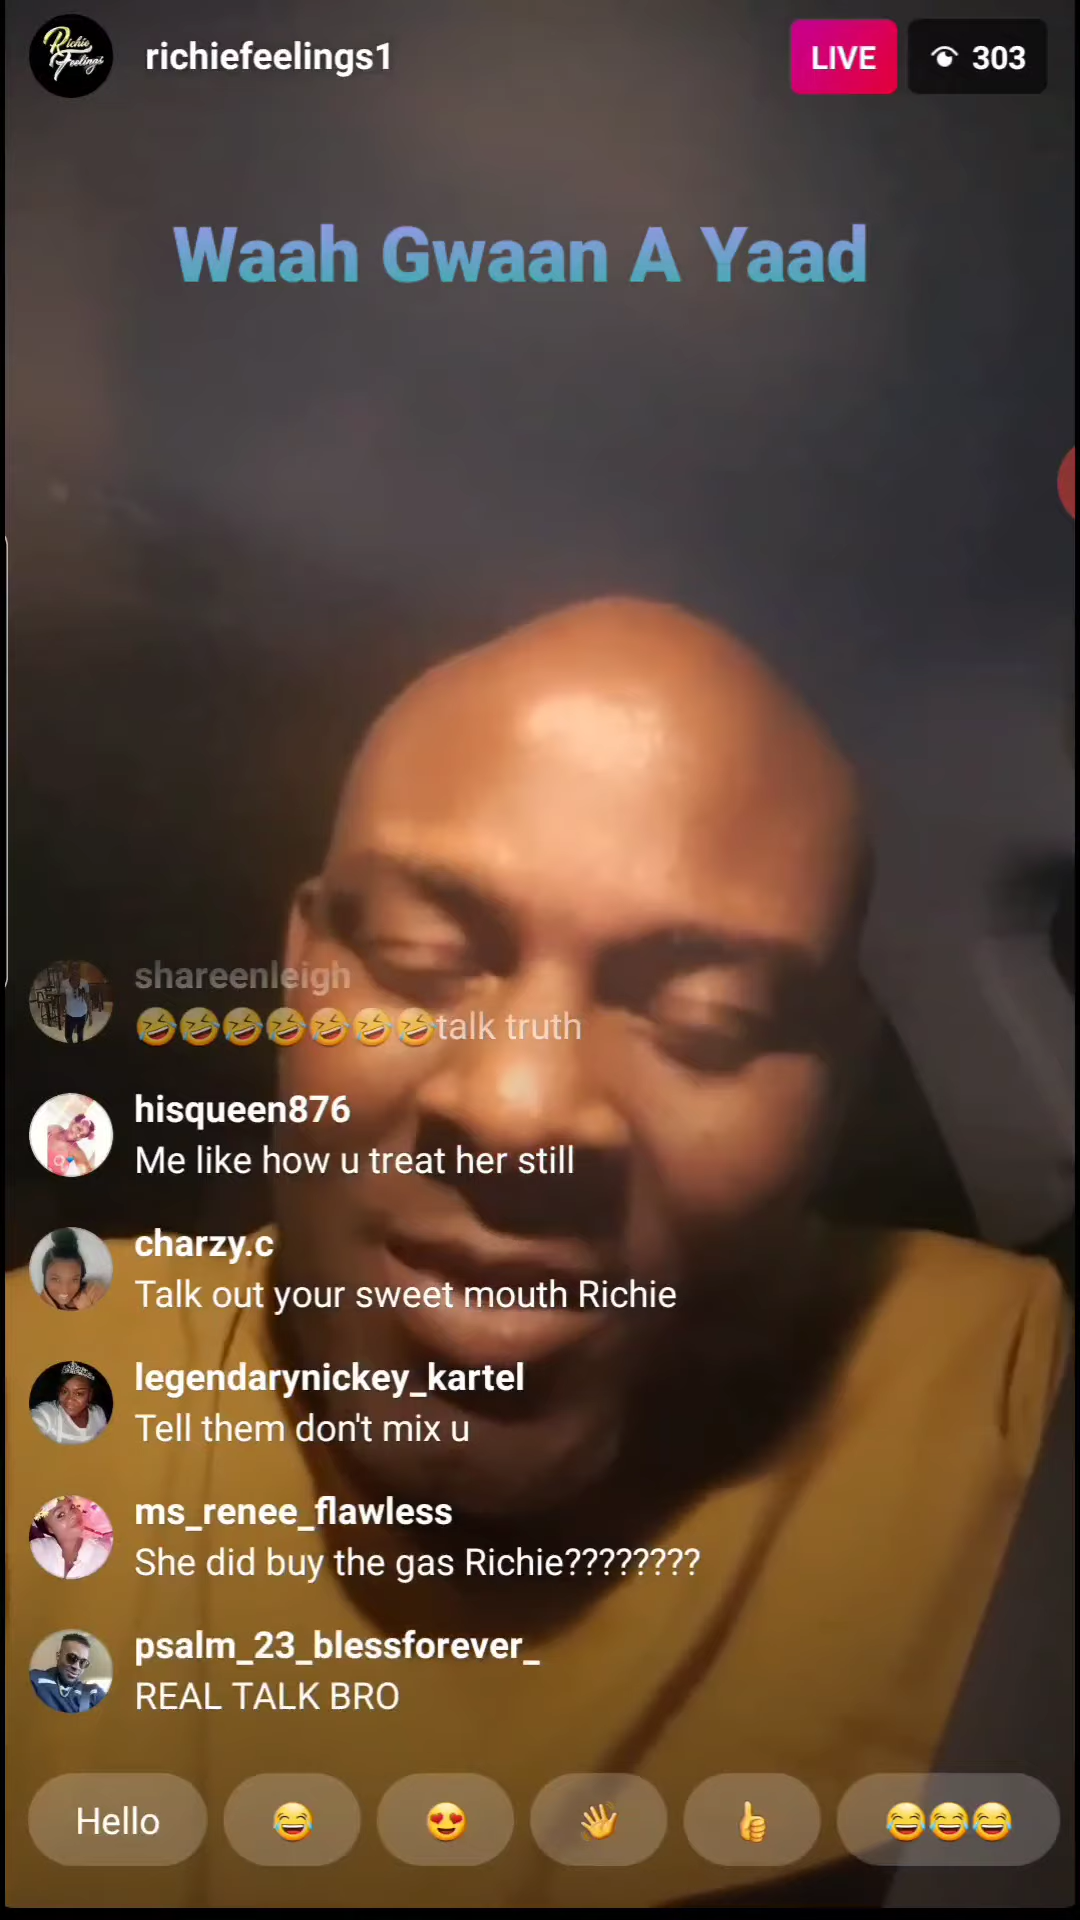 Richie
Feelings
richiefeelings1
LIVE
303
Waah Gwaan A Yaad
shareenleigh
🤣🤣🤣🤣🤣🤣🤣talk truth
hisqueen876
Me like how u treat her still
charzy.c
Talk out your sweet mouth Richie
legendarynickey_kartel
Tell them don't mix u
ms_renee_flawless
She did buy the gas Richie????????
psalm_23_blessforever_
REAL TALK BRO
Hello 😂 😍 👋 👍 😂😂😂